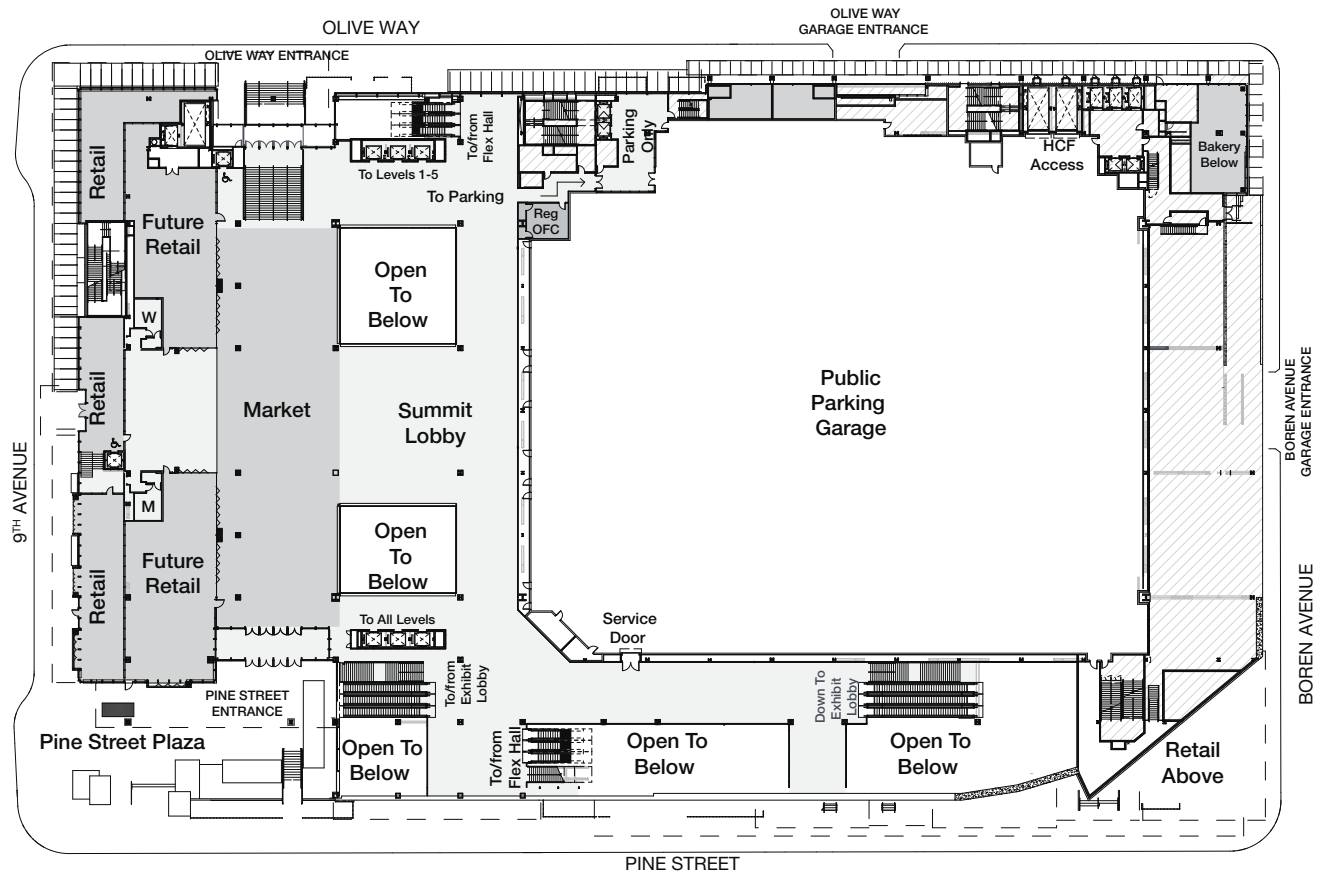 OLIVE WAY
OLIVE WAY
GARAGE ENTRANCE
OLIVE WAY ENTRANCE
Retail
To/from
Flex Hall
Parking
Only
HCF
Access
Bakery
Below
To Levels 1-5
To Parking
Future
Retail
Reg
OFC
Open
To
Below
W
Retail
Market
Summit
Lobby
Public
Parking
Garage
BOREN AVENUE
GARAGE ENTRANCE
9TH AVENUE
M
Open
To
Below
Retail
Future
Retail
To All Levels
Service
Door
BOREN AVENUE
To/from
Exhibit
Lobby
Down To
Exhibit
Lobby
PINE STREET
ENTRANCE
Pine Street Plaza
Open To
Below
To/from
Flex Hall
Open To
Below
Open To
Below
Retail
Above
PINE STREET